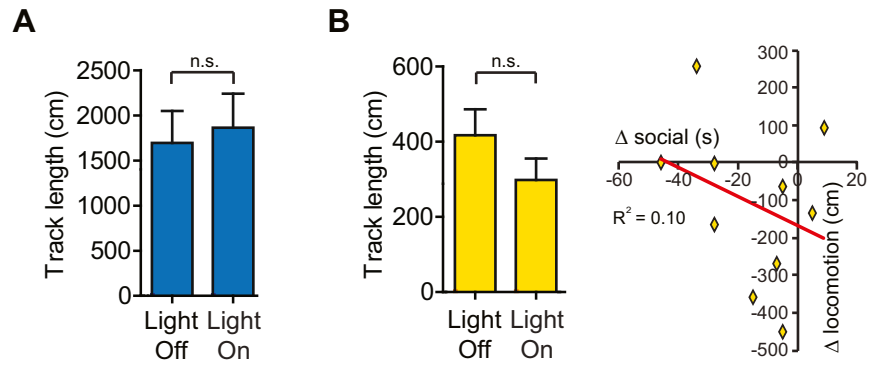 A
Track length (cm)
2500
2000
1500
1000
500
0
n.s.
Light Off
Light On
B
Track length (cm)
600
400
200
0
n.s.
Light Off
Light On
Δ social (s)
-60
-40
-20
0
20
R² = 0.10
300
200
100
0
-100
-200
-300
-400
-500
Δ locomotion (cm)